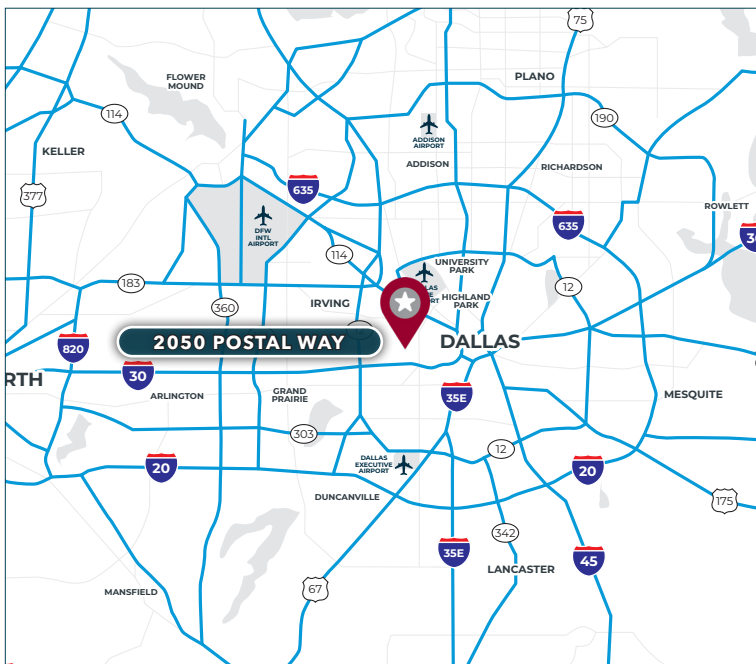 75
FLOWER
MOUND
PLANO
114
190
ADDISON
AIRPORT
KELLER
ADDISON
RICHARDSON
635
377
ROWLETT
DFW
INTL
AIRPORT
635
114
UNIVERSITY
PARK
183
12
IRVING
HIGHLAND
PARK
360
2050 POSTAL WAY
DALLAS
820
30
ARLINGTON
GRAND
PRAIRIE
35E
MESQUITE
303
12
20
DALLAS
EXECUTIVE
AIRPORT
20
DUNCANVILLE
175
342
35E
45
LANCASTER
67
MANSFIELD